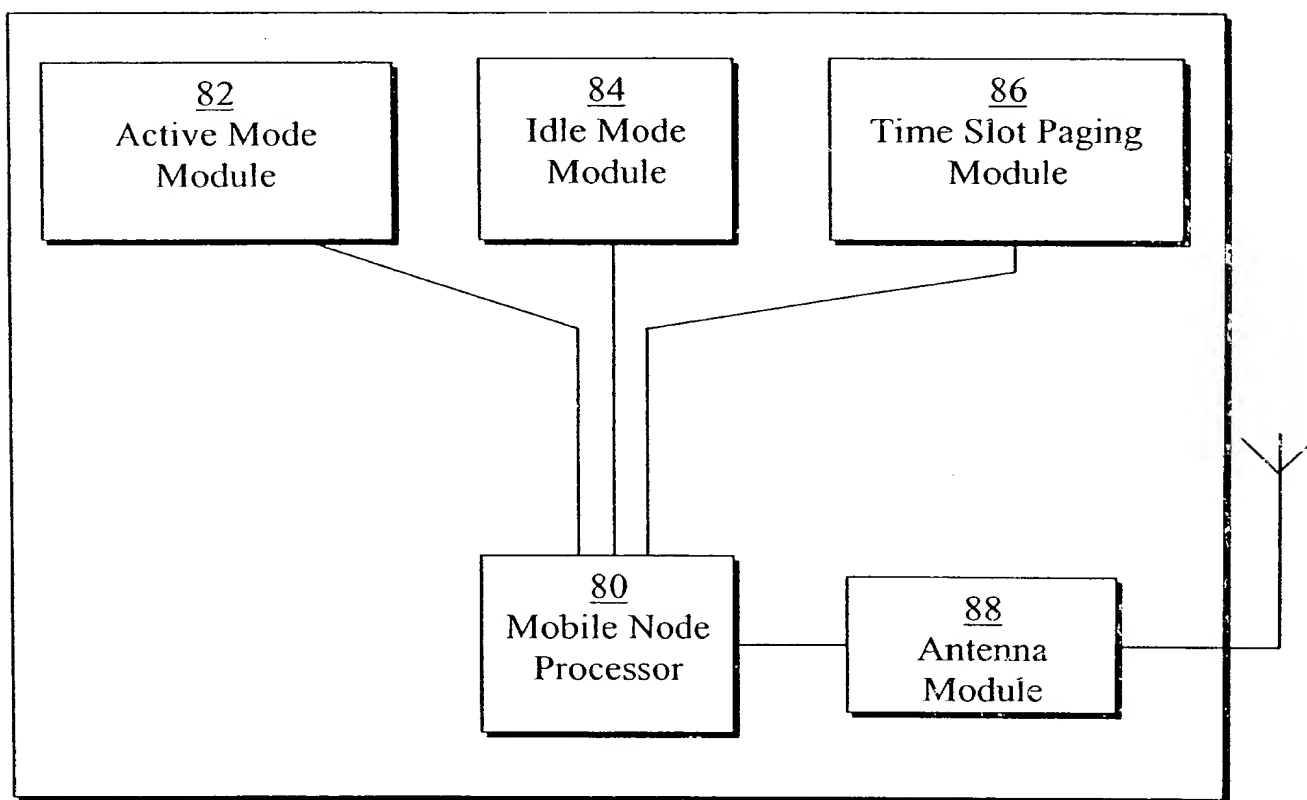 82
Active Mode
Module
84
Idle Mode
Module
86
Time Slot Paging
Module
80
Mobile Node
Processor
88
Antenna
Module